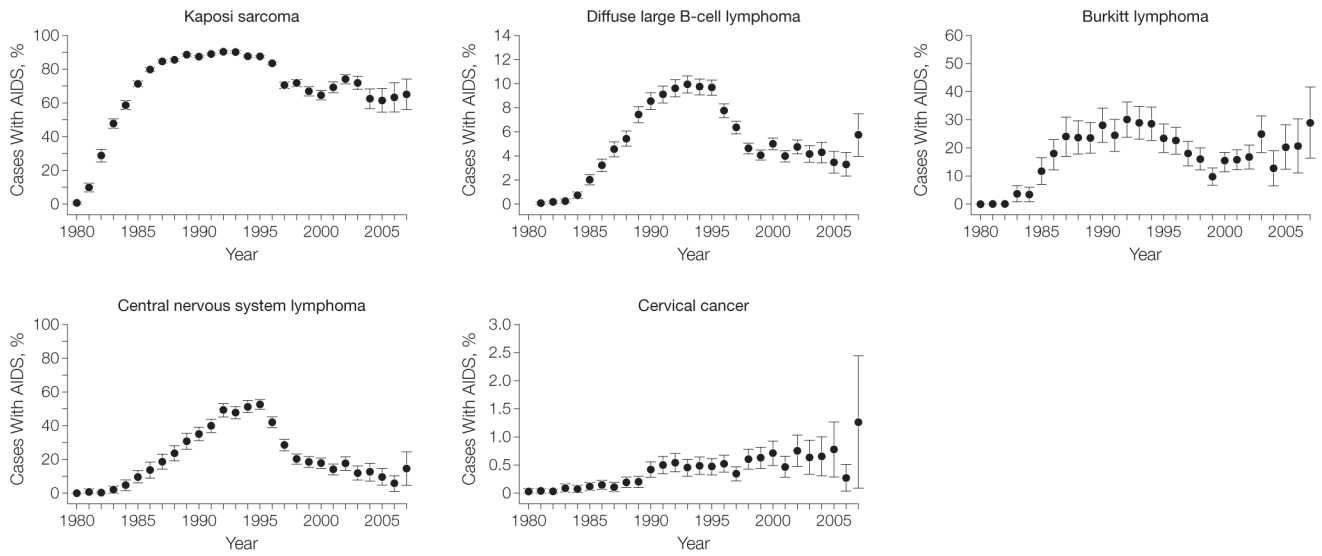 Kaposi sarcoma
Cases With AIDS, %
100
80
60
40
20
0
1980 1985 1990 1995 2000 2005
Year
Diffuse large B-cell lymphoma
Cases With AIDS, %
14
12
10
8
6
4
2
0
1980 1985 1990 1995 2000 2005
Year
Burkitt lymphoma
Cases With AIDS, %
60
50
40
30
20
10
0
1980 1985 1990 1995 2000 2005
Year
Central nervous system lymphoma
Cases With AIDS, %
100
80
60
40
20
0
1980 1985 1990 1995 2000 2005
Year
Cervical cancer
Cases With AIDS, %
3.0
2.5
2.0
1.5
1.0
0.5
0
1980 1985 1990 1995 2000 2005
Year